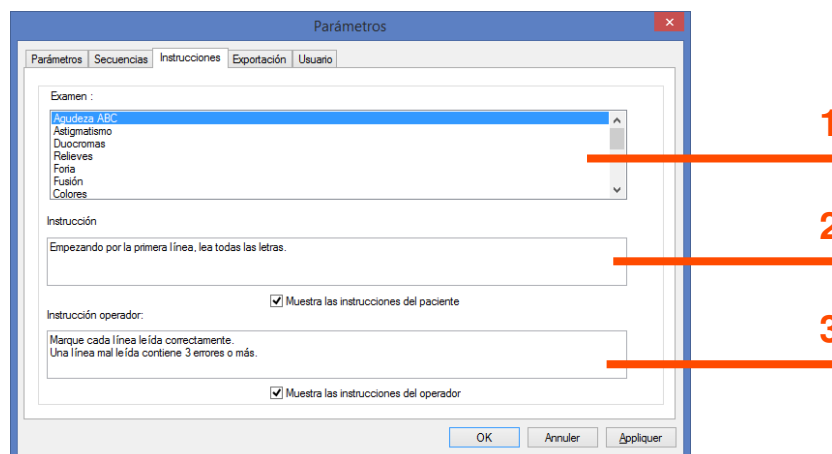 Parámetros
Parámetros Secuencias Instrucciones Exportación Usuario
Examen :
Agudeza ABC
Astigmatismo
Duocromas
Relieves
Foria
Fusión
Colores
1
Instrucción
2
Empezando por la primera línea, lea todas las letras.
Muestra las instrucciones del paciente
Instrucción operador:
3
Marque cada línea leída correctamente.
Una línea mal leída contiene 3 errores o más.
Muestra las instrucciones del operador
OK Annuler Appliquer